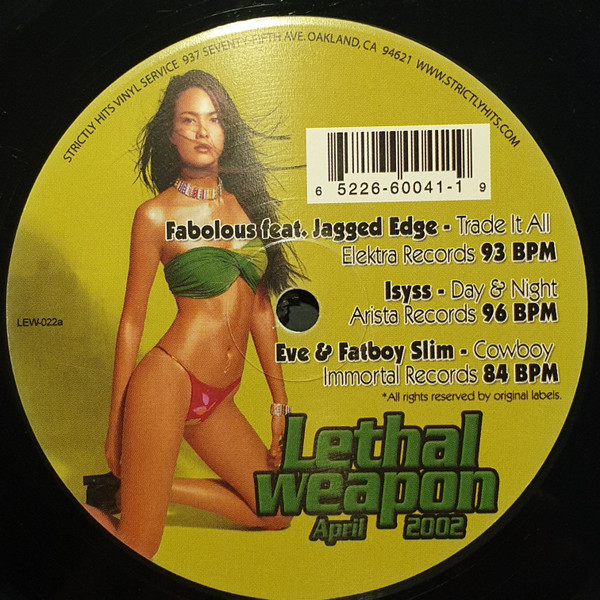 STRICTLY HITS VINYL SERVICE 937 SEVENTY-FIFTH AVE. OAKLAND, CA 94621 WWW.STRICTLYHITS.COM
6 52226-60041-1 9
Fabolous feat. Jagged Edge - Trade It All
Elektra Records 93 BPM
Isyss - Day & Night
Arista Records 96 BPM
LEW-022a
Eve & Fatboy Slim - Cowboy
Immortal Records 84 BPM
*All rights reserved by original labels.
Lethal
weapon
April 2002